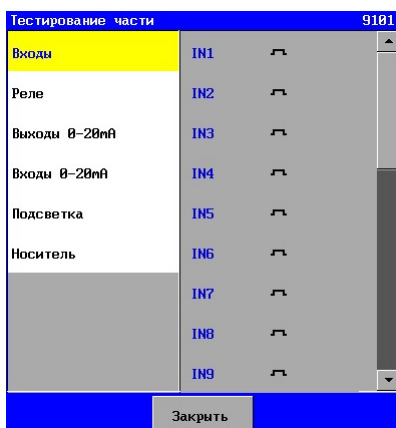 Тестирование части 9101
Входы
Реле
Выходы 0-20mA
Входы 0-20mA
Подсветка
Носитель
IN1
IN2
IN3
IN4
IN5
IN6
IN7
IN8
IN9
Закрыть